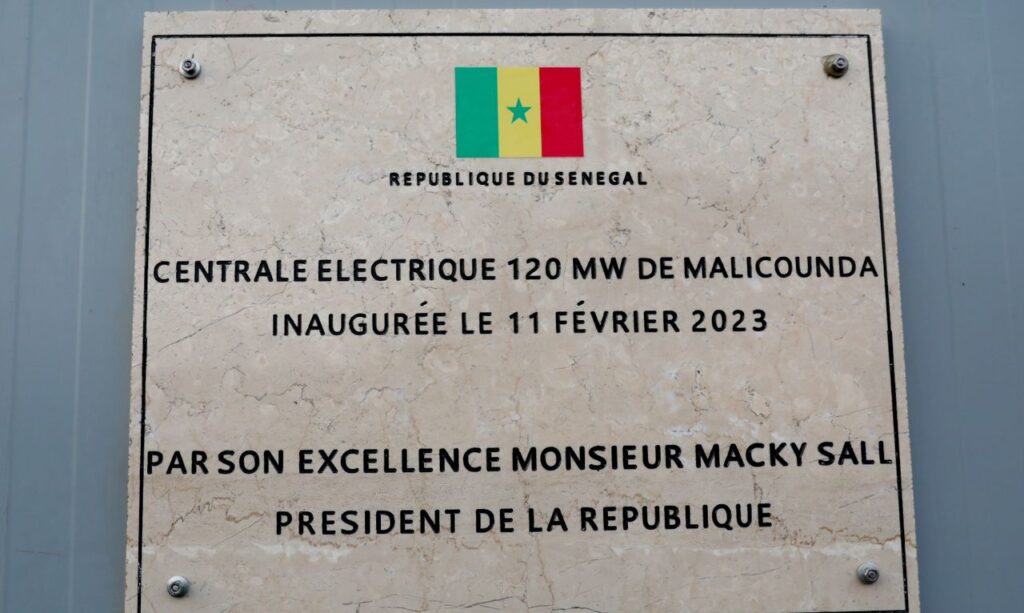 REPUBLIQUE DU SENEGAL
CENTRALE ELECTRIQUE 120 MW DE MALICOUNDA
INAUGURÉE LE 11 FÉVRIER 2023
PAR SON EXCELLENCE MONSIEUR MACKY SALL
PRESIDENT DE LA REPUBLIQUE